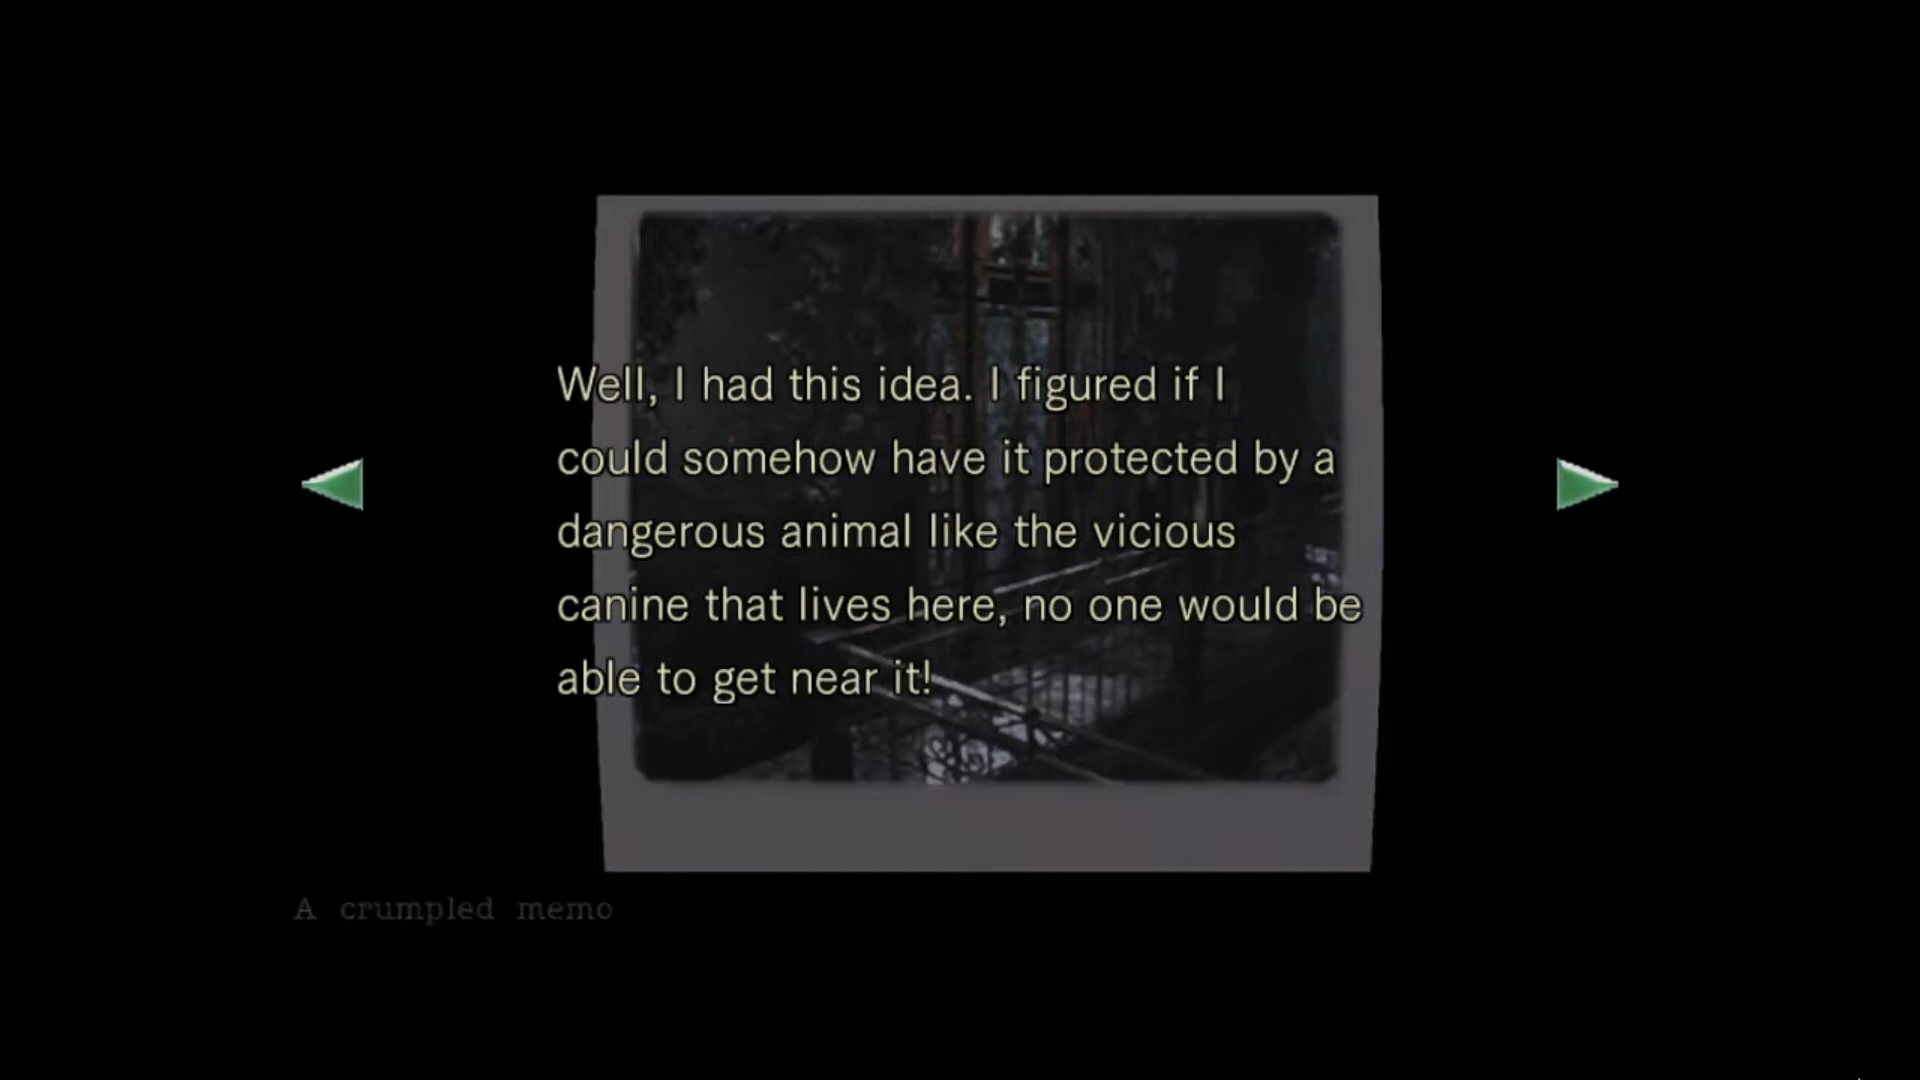 Well, I had this idea. I figured if I
could somehow have it protected by a
dangerous animal like the vicious
canine that lives here, no one would be
able to get near it!
A crumpled memo